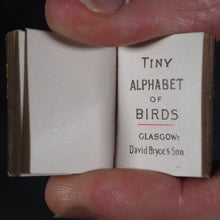 TINY
ALPHABET
OF
BIRDS
GLASGOW:
David Bryce & Son